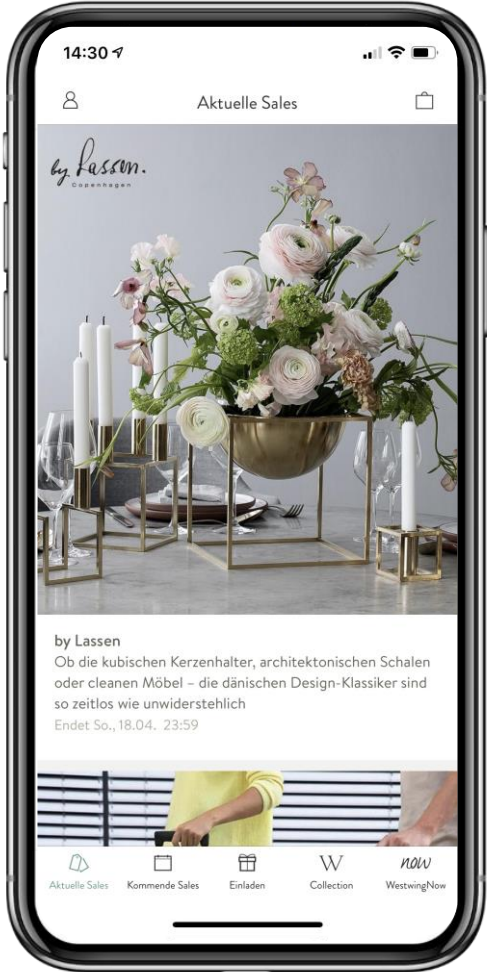 14:30
Aktuelle Sales
by Lassen.
Copenhagen
by Lassen
Ob die kubischen Kerzenhalter, architektonischen Schalen
oder cleanen Möbel – die dänischen Design-Klassiker sind
so zeitlos wie unwiderstehlich
Endet So., 18.04. 23:59
Aktuelle Sales Kommende Sales Einladen W Collection now WestwingNow